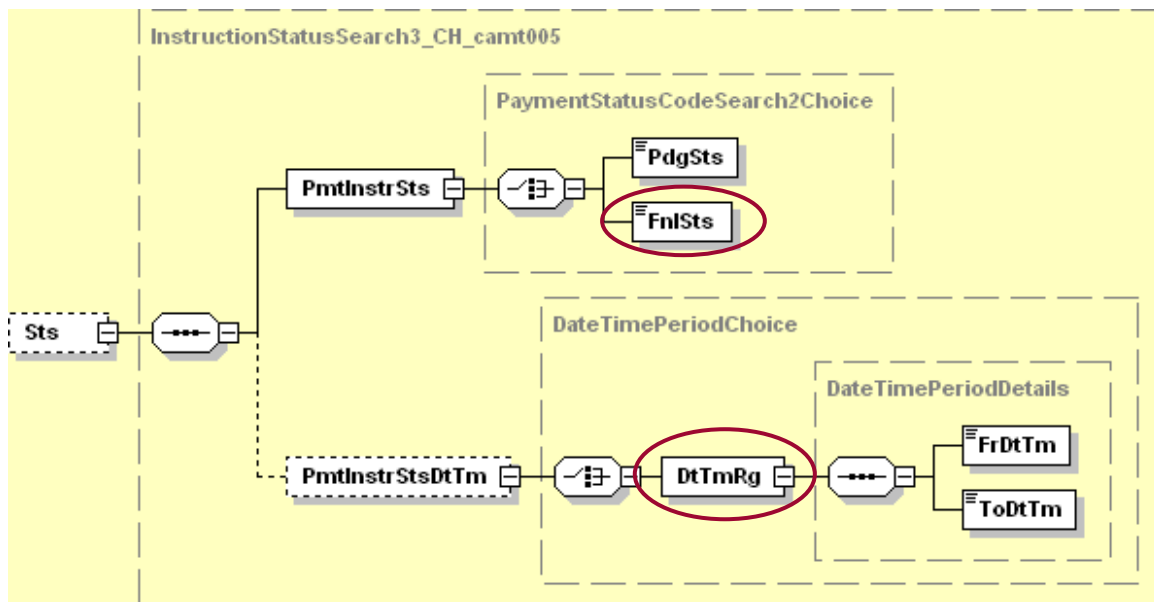 InstructionStatusSearch3_CH_camt005
PaymentStatusCodeSearch2Choice
PdgSts
PmtInstrSts
FnlSts
Sts
DateTimePeriodChoice
DateTimePeriodDetails
FrDtTm
PmtInstrStsDtTm
DtTmRg
ToDtTm